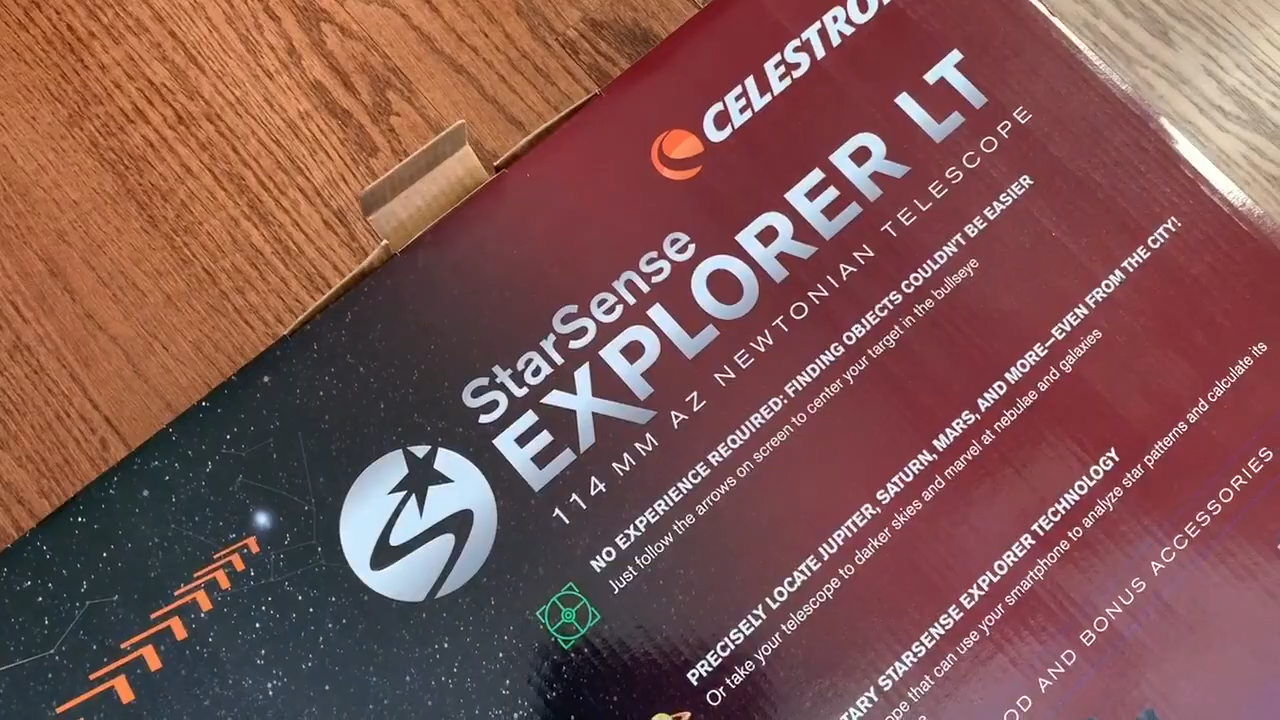 CELESTRON
StarSense
EXPLORER LT
114 MM AZ NEWTONIAN TELESCOPE
NO EXPERIENCE REQUIRED: FINDING OBJECTS COULDN'T BE EASIER
Just follow the arrows on screen to center your target in the bullseye
PRECISELY LOCATE JUPITER, SATURN, MARS, AND MORE—EVEN FROM THE CITY!
Or take your telescope to darker skies and marvel at nebulae and galaxies
STARSENSE EXPLORER TECHNOLOGY
that can use your smartphone to analyze star patterns and calculate its
AND BONUS ACCESSORIES